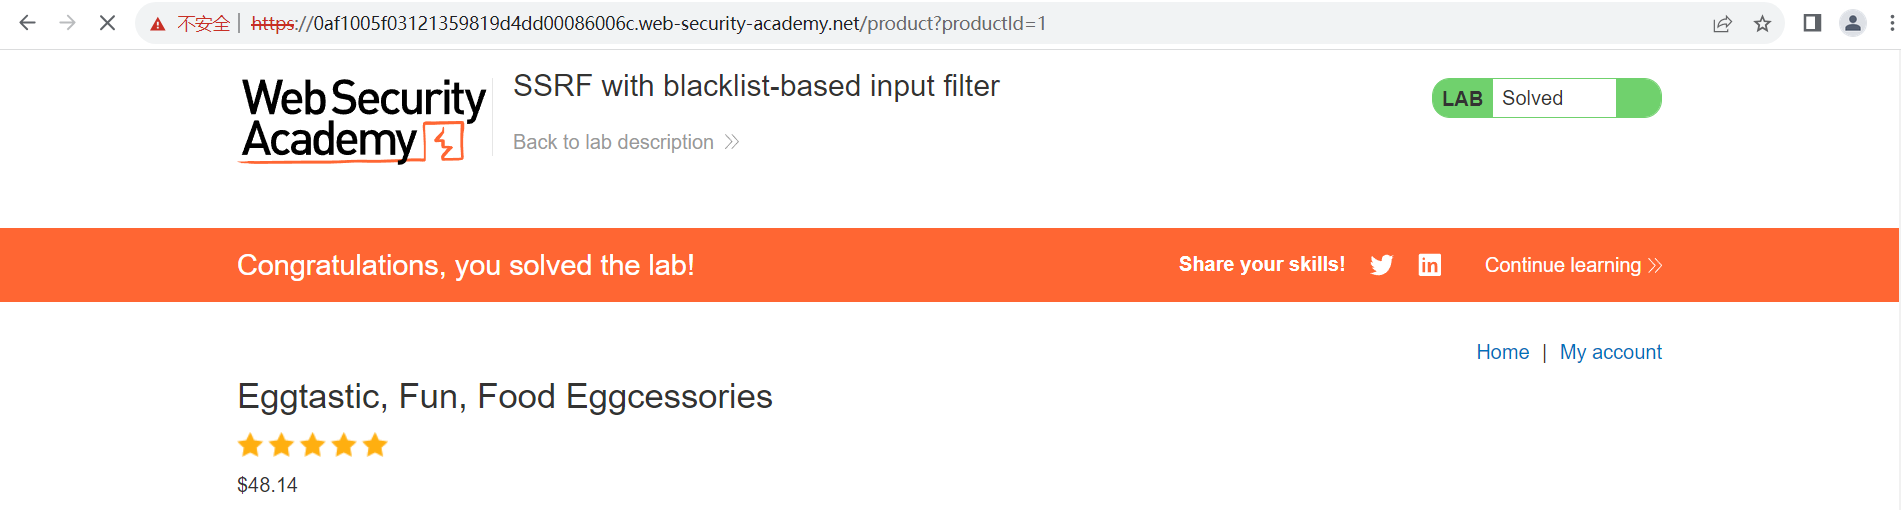 不安全 | https://0af1005f03121359819d4dd00086006c.web-security-academy.net/product?productId=1
Web Security
Academy
SSRF with blacklist-based input filter
Back to lab description
LAB Solved
Congratulations, you solved the lab!
Share your skills!
Continue learning
Home | My account
Eggtastic, Fun, Food Eggcessories
$48.14